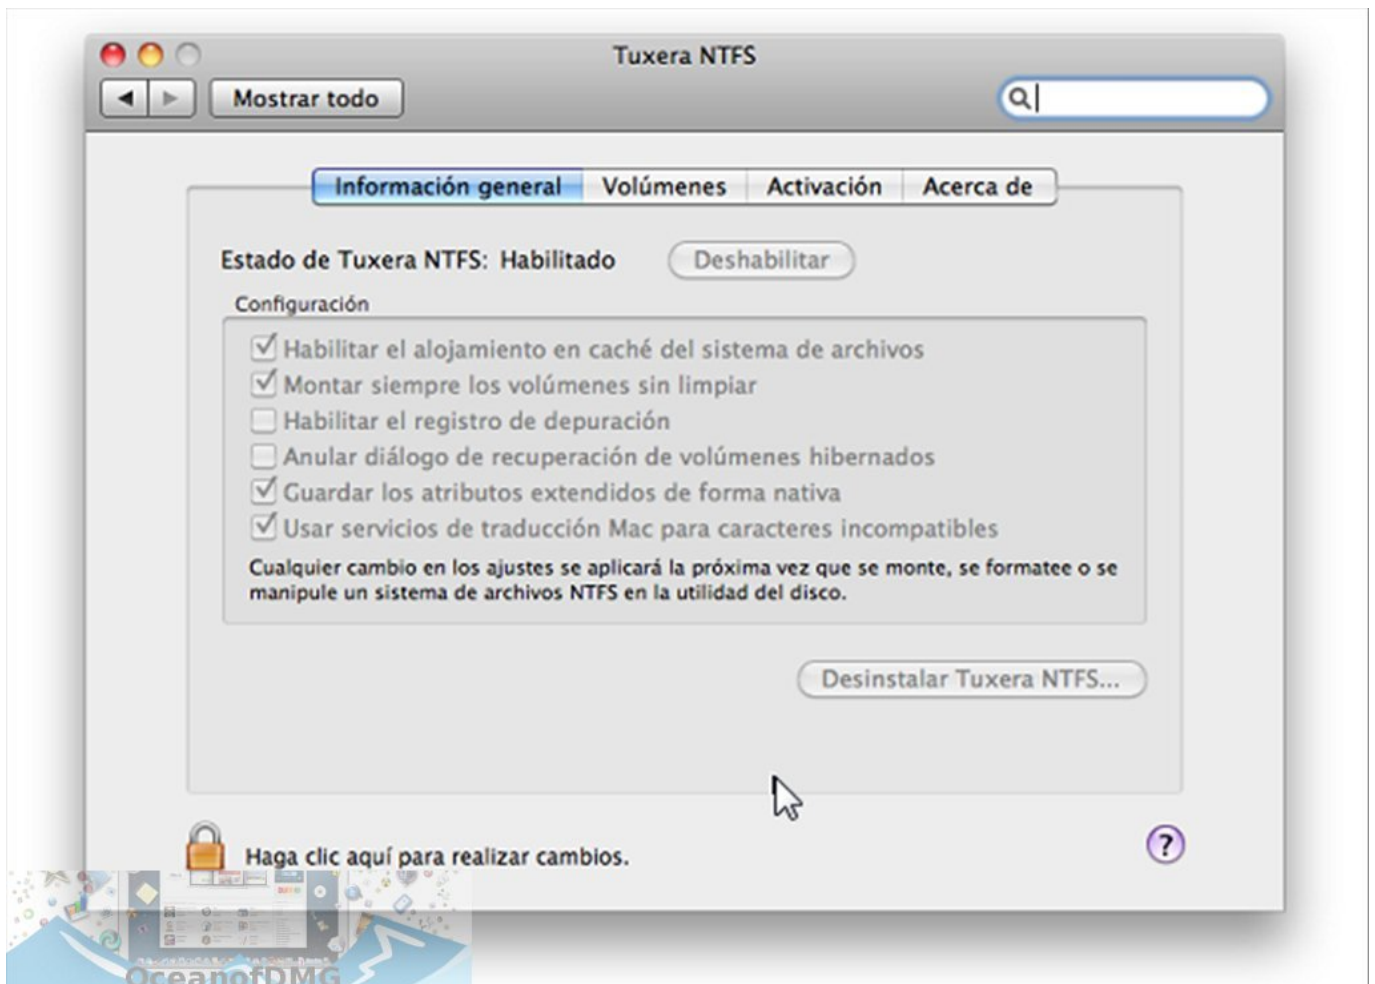 Tuxera NTFS
Mostrar todo
Información general Volúmenes Activación Acerca de
Estado de Tuxera NTFS: Habilitado Deshabilitar
Configuración
Habilitar el alojamiento en caché del sistema de archivos
Montar siempre los volúmenes sin limpiar
Habilitar el registro de depuración
Anular diálogo de recuperación de volúmenes hibernados
Guardar los atributos extendidos de forma nativa
Usar servicios de traducción Mac para caracteres incompatibles
Cualquier cambio en los ajustes se aplicará la próxima vez que se monte, se formatee o se
manipule un sistema de archivos NTFS en la utilidad del disco.
Desinstalar Tuxera NTFS...
Haga clic aquí para realizar cambios.
?
OceanofDMG